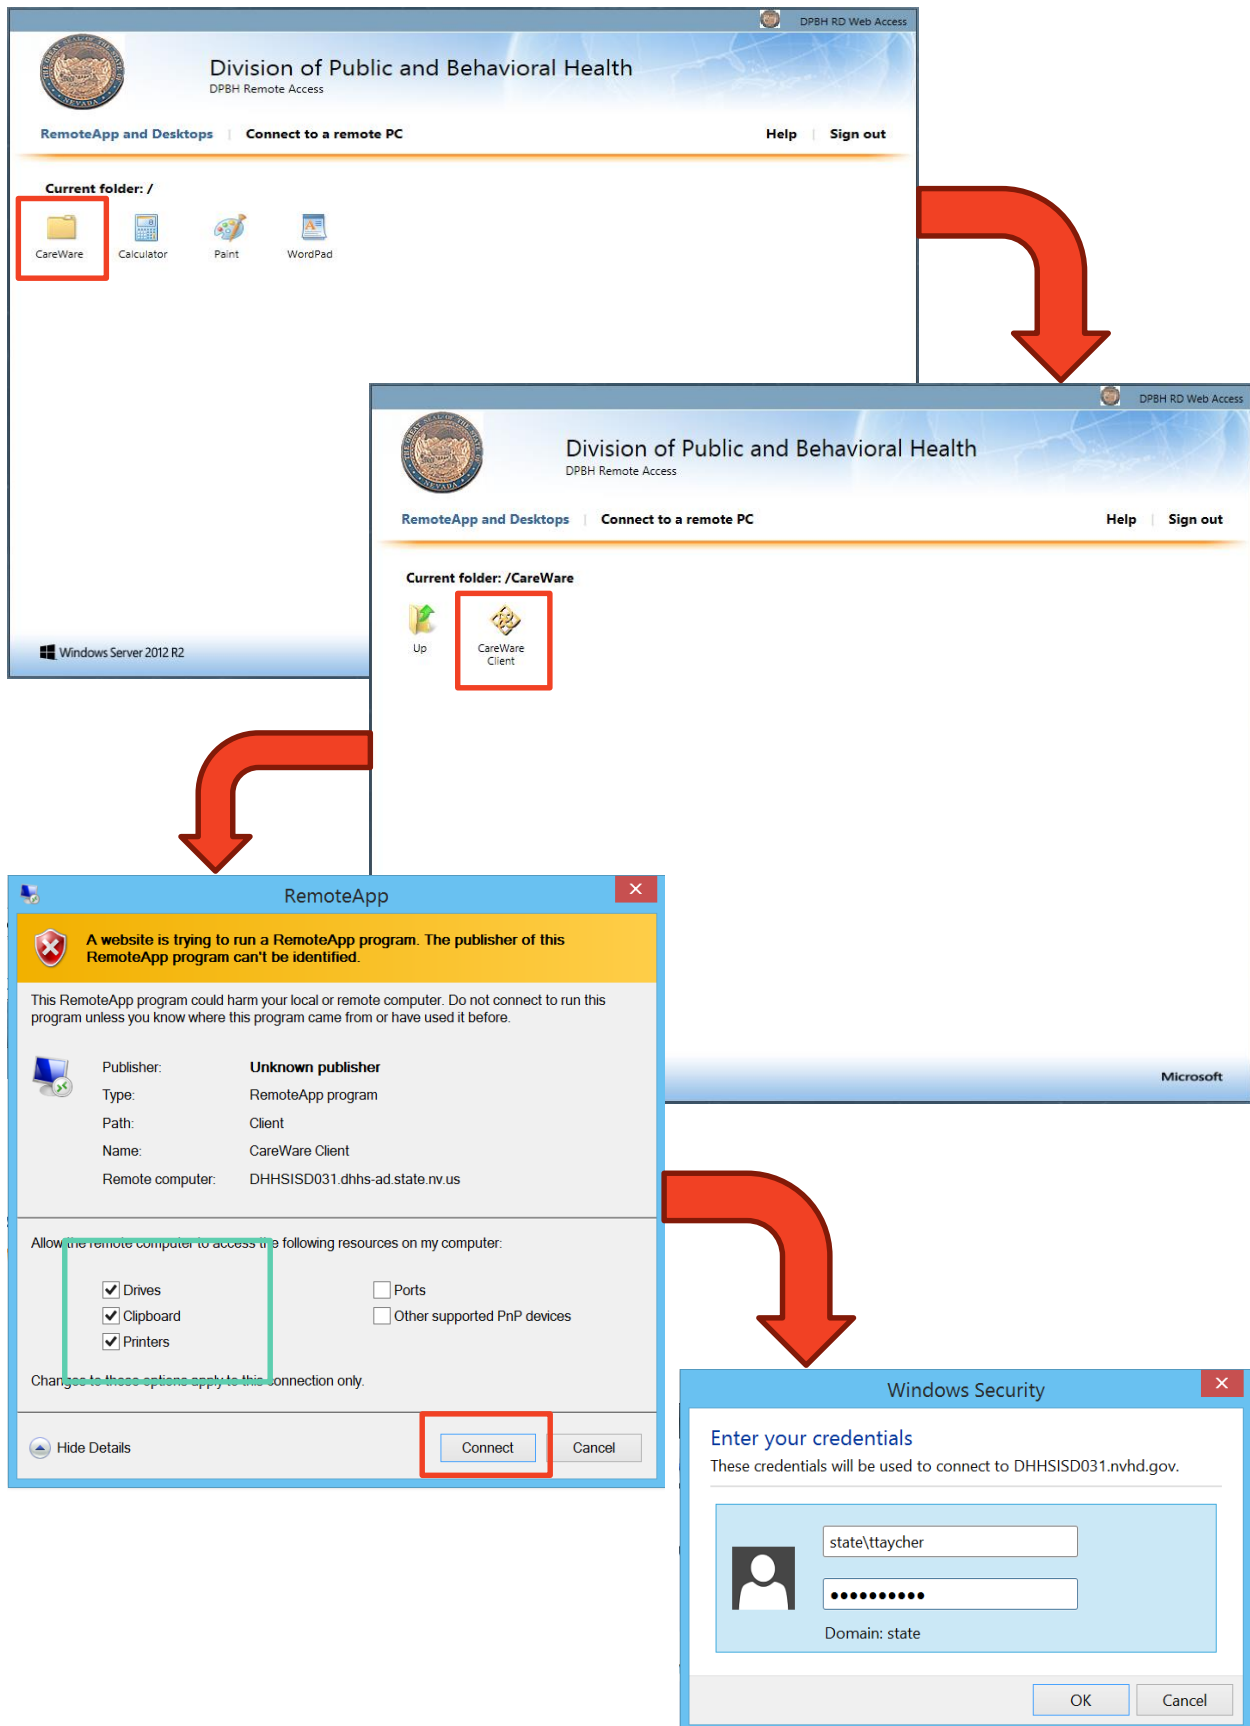 DPBH RD Web Access
Division of Public and Behavioral Health
DPBH Remote Access
RemoteApp and Desktops | Connect to a remote PC
Help | Sign out
Current folder: /
CareWare
Calculator
Paint
WordPad
Windows Server 2012 R2
DPBH RD Web Access
Division of Public and Behavioral Health
DPBH Remote Access
RemoteApp and Desktops | Connect to a remote PC
Help | Sign out
Current folder: /CareWare
Up
CareWare
Client
Microsoft
RemoteApp
A website is trying to run a RemoteApp program. The publisher of this
RemoteApp program can't be identified.
This RemoteApp program could harm your local or remote computer. Do not connect to run this
program unless you know where this program came from or have used it before.
Publisher: Unknown publisher
Type: RemoteApp program
Path: Client
Name: CareWare Client
Remote computer: DHHSISD031.dhhs-ad.state.nv.us
Allow the remote computer to access the following resources on my computer:
Drives
Clipboard
Printers
Ports
Other supported PnP devices
Changes to these options apply to this connection only.
Hide Details
Connect
Cancel
Windows Security
Enter your credentials
These credentials will be used to connect to DHHSISD031.nvhd.gov.
state\ttaycher
••••••••••
Domain: state
OK
Cancel